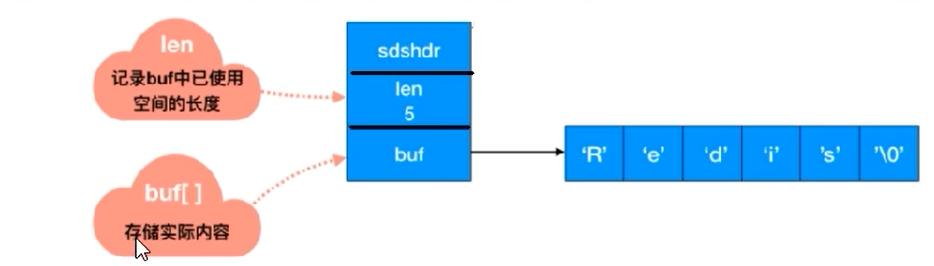 len
记录buf中已使用
空间的长度
buf[ ]
存储实际内容
sdshdr
len
5
buf
‘R’ ‘e’ ‘d’ ‘i’ ’s’ ’\0’